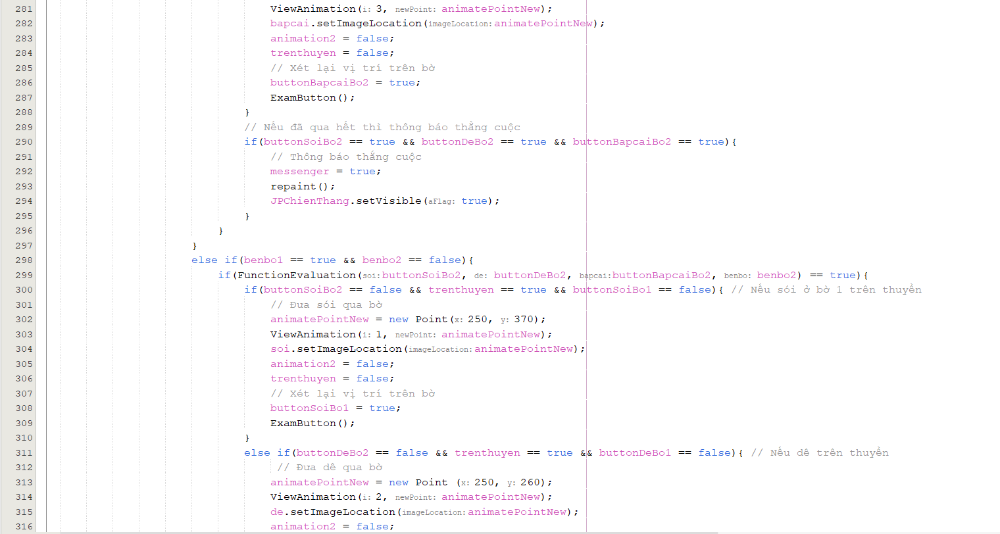 281 ViewAnimation(i: 3, newPoint: animatePointNew);
282 bapcai.setImageLocation(imageLocation: animatePointNew);
283 animation2 = false;
284 trenthuyen = false;
285 // Xét lại vị trí trên bờ
286 buttonBapcaiBo2 = true;
287 ExamButton();
288 }
289 // Nếu đã qua hết thì thông báo thằng cuộc
290 if(buttonSoiBo2 == true && buttonDeBo2 == true && buttonBapcaiBo2 == true){
291 // Thông báo thắng cuộc
292 messenger = true;
293 repaint();
294 JPChienThang.setVisible(aFlag: true);
295 }
296 }
297 }
298 else if(benbo1 == true && benbo2 == false){
299 if(FunctionEvaluation(soi: buttonSoiBo2, de: buttonDeBo2, bapcai: buttonBapcaiBo2, benbo: benbo2) == true){
300 if(buttonSoiBo2 == false && trenthuyen == true && buttonSoiBo1 == false){ // Nếu sói ở bờ 1 trên thuyền
301 // Đưa sói qua bờ
302 animatePointNew = new Point(x: 250, y: 370);
303 ViewAnimation(i: 1, newPoint: animatePointNew);
304 soi.setImageLocation(imageLocation: animatePointNew);
305 animation2 = false;
306 trenthuyen = false;
307 // Xét lại vị trí trên bờ
308 buttonSoiBo1 = true;
309 ExamButton();
310 }
311 else if(buttonDeBo2 == false && trenthuyen == true && buttonDeBo1 == false){ // Nếu dê trên thuyền
312 // Đưa dê qua bờ
313 animatePointNew = new Point (x: 250, y: 260);
314 ViewAnimation(i: 2, newPoint: animatePointNew);
315 de.setImageLocation(imageLocation: animatePointNew);
316 animation2 = false;